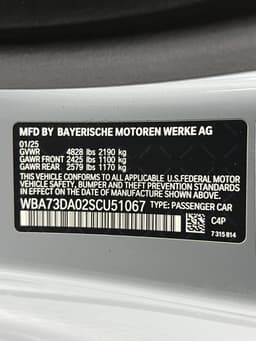 MFD BY BAYERISCHE MOTOREN WERKE AG
01/25
GVWR 4828 lbs 2190 kg
GAWR FRONT 2425 lbs 1100 kg
GAWR REAR 2579 lbs 1170 kg
THIS VEHICLE CONFORMS TO ALL APPLICABLE U.S. FEDERAL MOTOR
VEHICLE SAFETY, BUMPER, AND THEFT PREVENTION STANDARDS
IN EFFECT ON THE DATE OF MANUFACTURE SHOWN ABOVE.
WBA73DA02SCU51067 TYPE: PASSENGER CAR
C4P
7 315 814